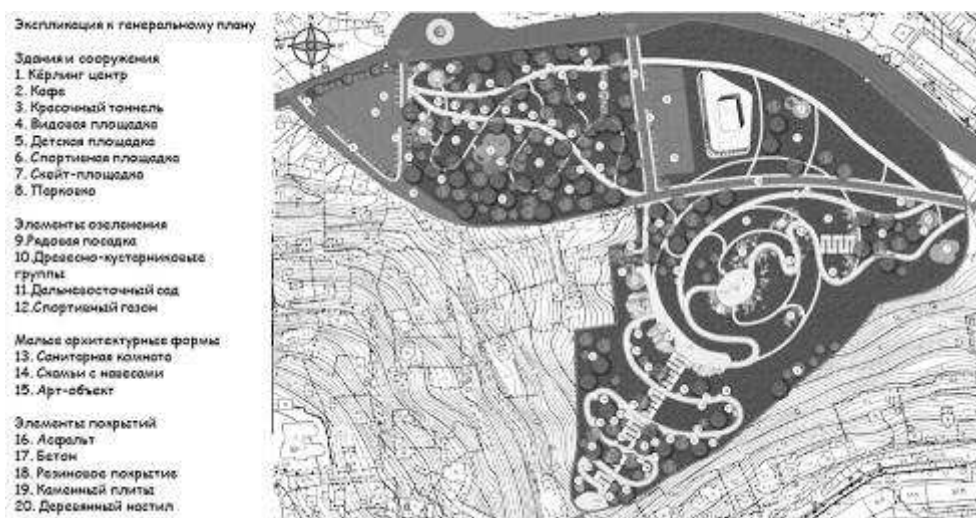 Экспликация к генеральному плану
Здания и сооружения
1. Кёрлинг центр
2. Кафе
3. Красочный тоннель
4. Видовая площадка
5. Детская площадка
6. Спортивная площадка
7. Скейт-площадка
8. Парковка
Элементы озеленения
9.Рядовая посадка
10.Древесно-кустарниковые
группы
11.Дальневосточный сад
12.Спортивный газон
Малые архитектурные формы
13. Санитарная комната
14. Скамьи с навесами
15. Арт-объект
Элементы покрытий
16. Асфальт
17. Бетон
18. Резиновое покрытие
19. Каменный плиты
20. Деревянный настил